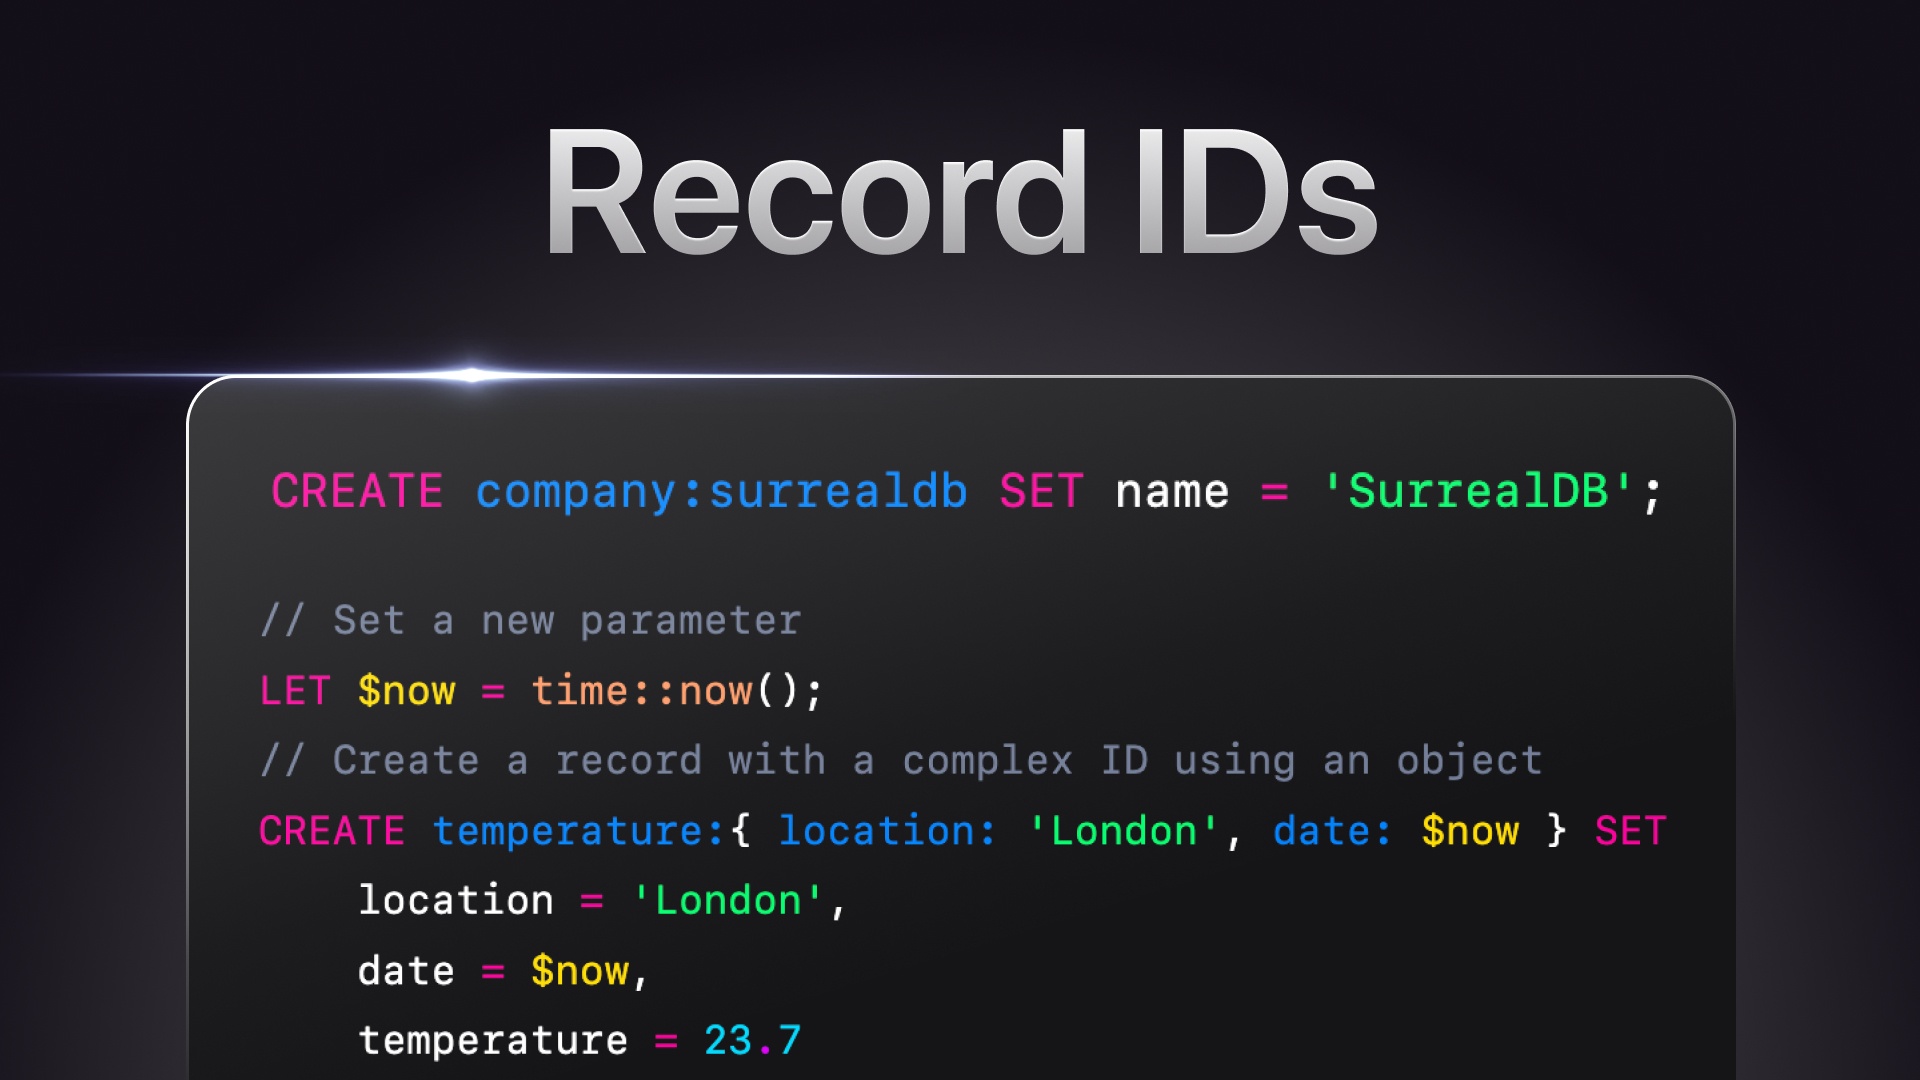 Record IDs
CREATE company:surrealdb SET name = 'SurrealDB';
// Set a new parameter
LET $now = time::now();
// Create a record with a complex ID using an object
CREATE temperature:{ location: 'London', date: $now } SET
    location = 'London',
    date = $now,
    temperature = 23.7